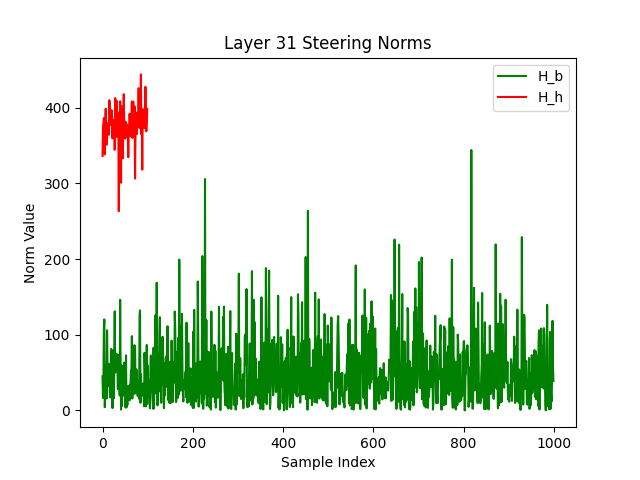 Layer 31 Steering Norms
H_b
H_h
Norm Value
400
300
200
100
0
0 200 400 600 800 1000
Sample Index